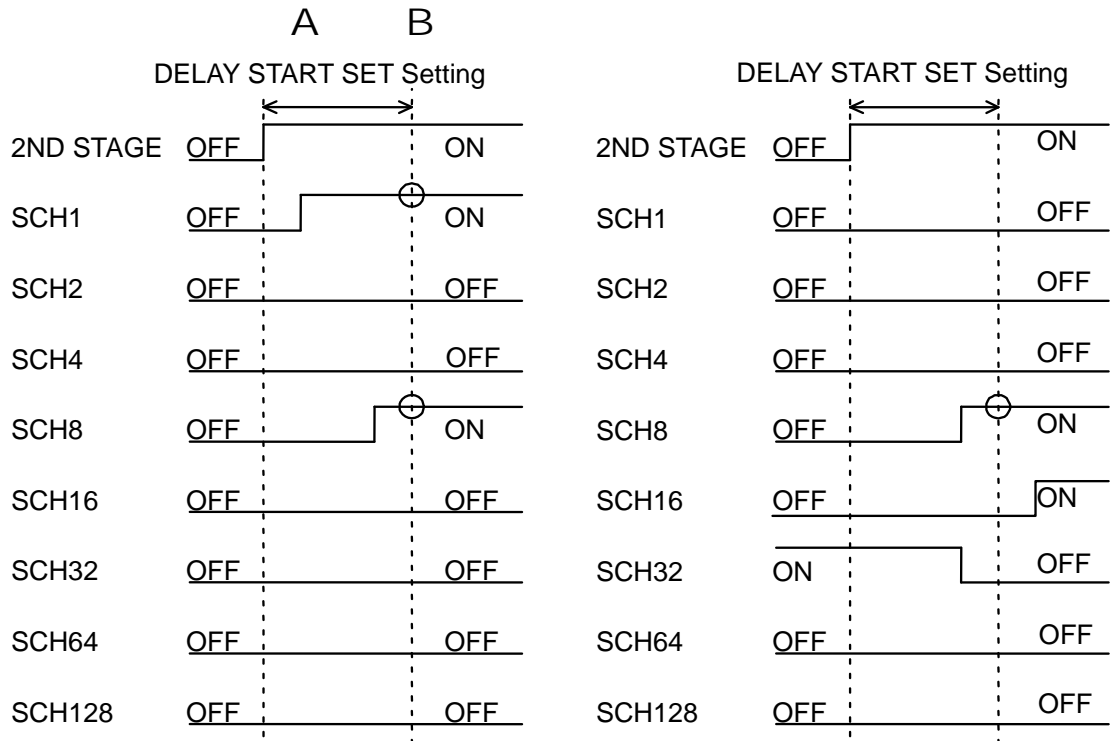 A B
DELAY START SET Setting DELAY START SET Setting
2ND STAGE OFF ON 2ND STAGE OFF ON
SCH1 OFF ON SCH1 OFF OFF
SCH2 OFF OFF SCH2 OFF OFF
SCH4 OFF OFF SCH4 OFF OFF
SCH8 OFF ON SCH8 OFF ON
SCH16 OFF OFF SCH16 OFF ON
SCH32 OFF OFF SCH32 ON OFF
SCH64 OFF OFF SCH64 OFF OFF
SCH128 OFF OFF SCH128 OFF OFF